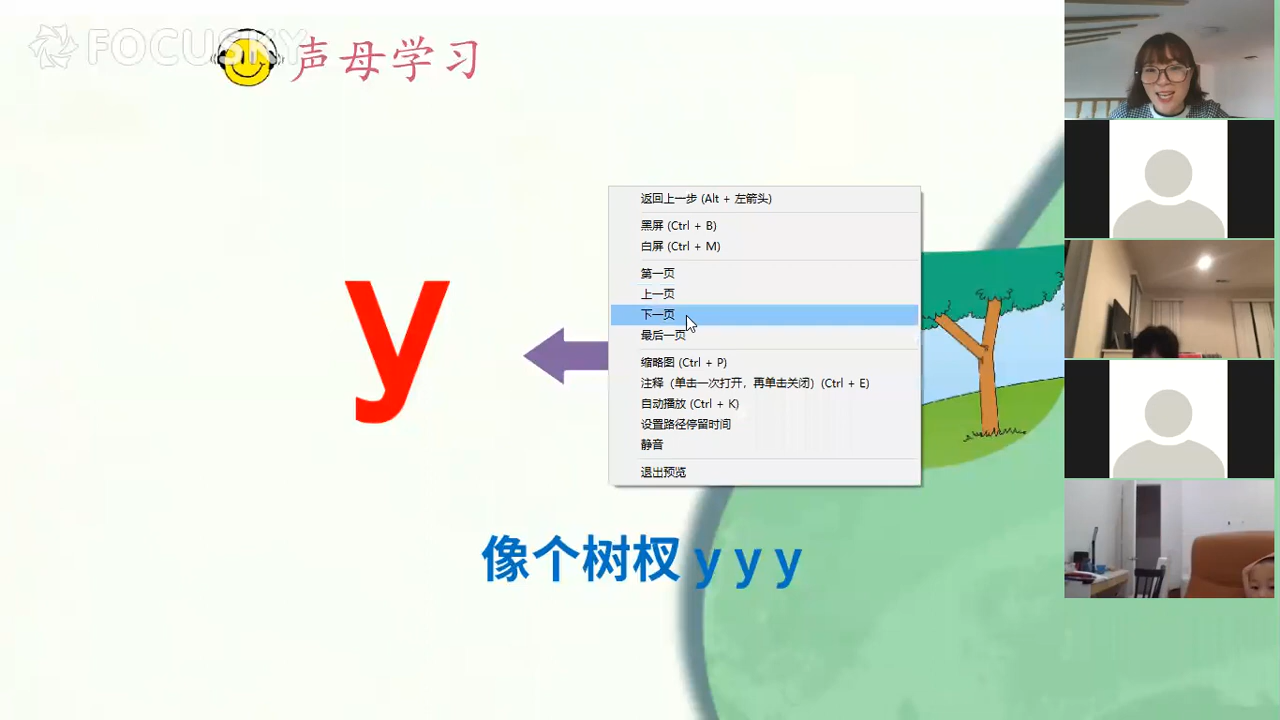 FOCUSKY
声母学习
y
返回上一步 (Alt + 左箭头)
黑屏 (Ctrl + B)
白屏 (Ctrl + M)
第一页
上一页
下一页
最后一页
缩略图 (Ctrl + P)
注释（单击一次打开，再单击关闭）(Ctrl + E)
自动播放 (Ctrl + K)
设置路径停留时间
静音
退出预览
像个树杈 y y y